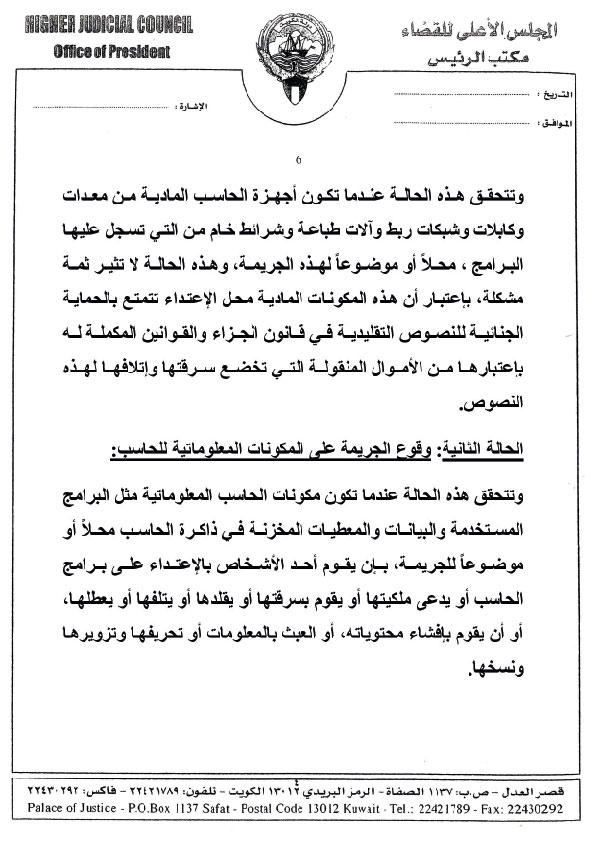 HIGHER JUDICIAL COUNCIL
Office of President
المجلس الأعلى للقضاء
مكتب الرئيس
التاريخ :
الموافق :
الإشارة :
6
وتتحقق هذه الحالة عندما تكون أجهزة الحاسب المادية من معدات
وكابلات وشبكات ربط وآلات طباعة وشرائط خام من التي تسجل عليها
البرامج ، محلاً أو موضوعاً لهذه الجريمة، وهذه الحالة لا تثير ثمة
مشكلة، بإعتبار أن هذه المكونات المادية محل الإعتداء تتمتع بالحماية
الجنائية للنصوص التقليدية في قانون الجزاء والقوانين المكملة له
بإعتبارها من الأموال المنقولة التي تخضع سرقتها وإتلافها لهذه
النصوص.
الحالة الثانية: وقوع الجريمة على المكونات المعلوماتية للحاسب:
وتتحقق هذه الحالة عندما تكون مكونات الحاسب المعلوماتية مثل البرامج
المستخدمة والبيانات والمعطيات المخزنة في ذاكرة الحاسب محلاً أو
موضوعاً للجريمة، بإن يقوم أحد الأشخاص بالإعتداء على برامج
الحاسب أو يدعى ملكيتها أو يقوم بسرقتها أو يقلدها أو يتلفها أو يعطلها،
أو أن يقوم بإفشاء محتوياته، أو العبث بالمعلومات أو تحريفها وتزويرها
ونسخها.
قصر العدل - ص.ب: ١١٣٧ الصفاة - الرمز البريدي ١٣٠١٢ الكويت - تلفون: ٢٢٤٢١٧٨٩ - فاكس: ٢٢٤٣٠٢٩٢
Palace of Justice - P.O.Box 1137 Safat - Postal Code 13012 Kuwait - Tel.: 22421789 - Fax: 22430292